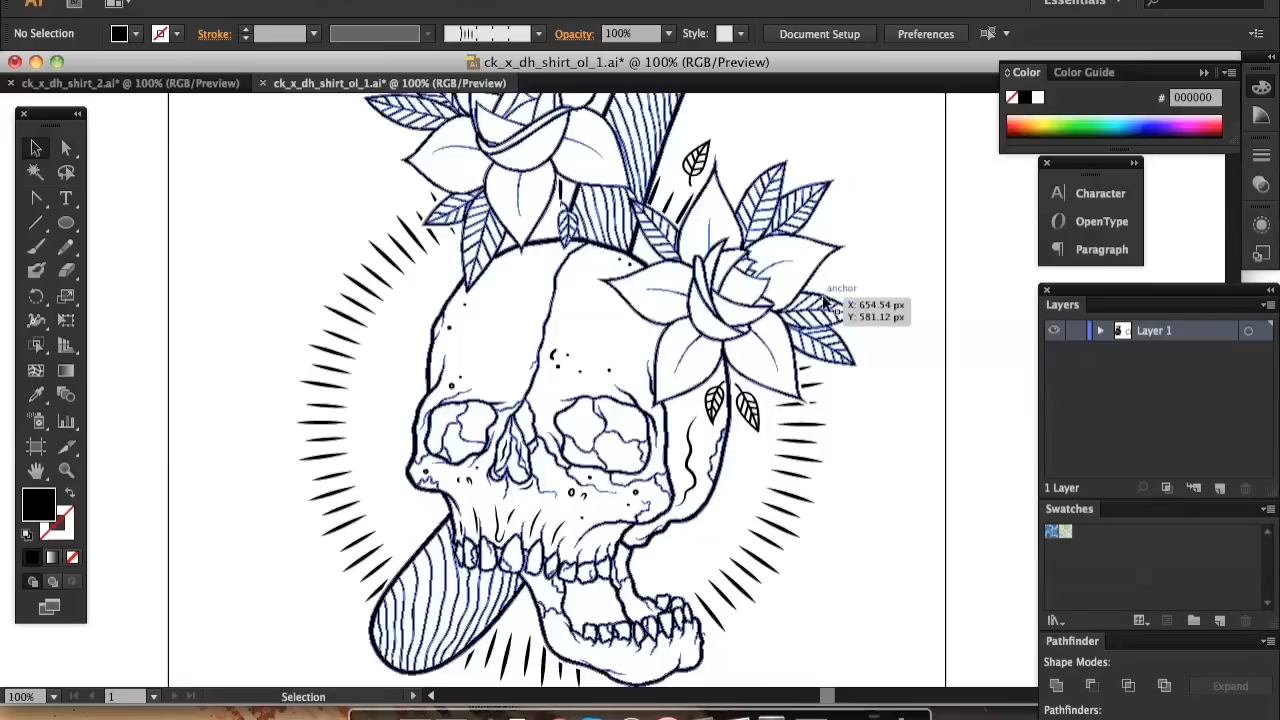 Ai
Essentials
No Selection
Stroke:
Opacity:
100%
Style:
Document Setup
Preferences
ck_x_dh_shirt_ol_1.ai* @ 100% (RGB/Preview)
ck_x_dh_shirt_2.ai* @ 100% (RGB/Preview)
ck_x_dh_shirt_ol_1.ai* @ 100% (RGB/Preview)
Color
Color Guide
# 000000
Character
OpenType
Paragraph
anchor
X: 654.54 px
Y: 581.12 px
Layers
Layer 1
1 Layer
Swatches
Pathfinder
Shape Modes:
Expand
Pathfinders:
100%
1
Selection